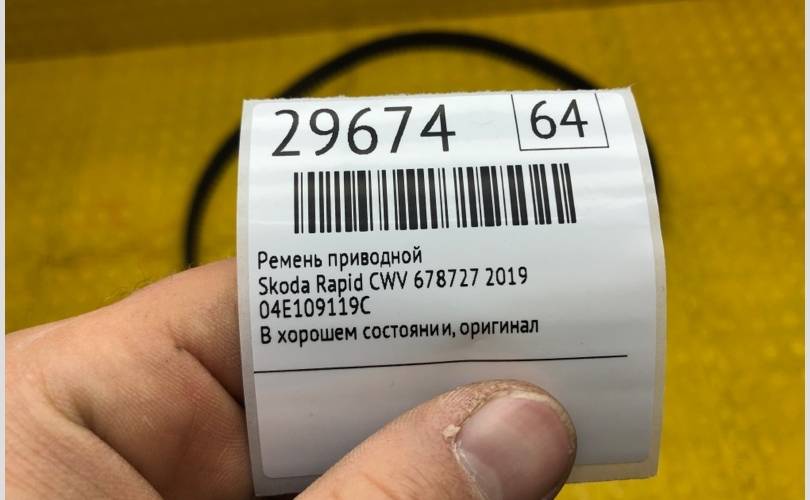 29674 64
Ремень приводной
Skoda Rapid CWV 678727 2019
04E109119C
В хорошем состоянии, оригинал